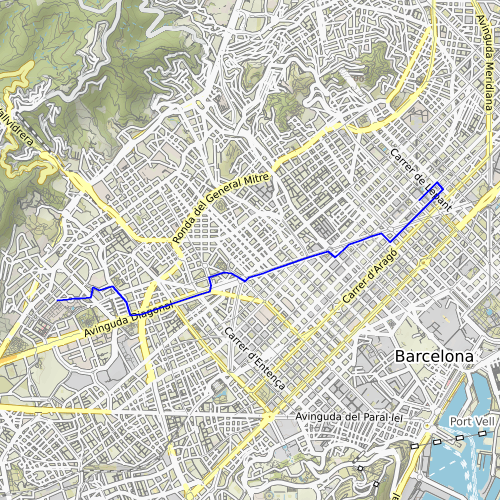 Avinguda Meridiana
Vallvidrera
Carrer de Lepant
Ronda del General Mitre
Carrer d'Aragó
Avinguda Diagonal
Carrer d'Entença
Barcelona
Avinguda del Paral·lel
Port Vell